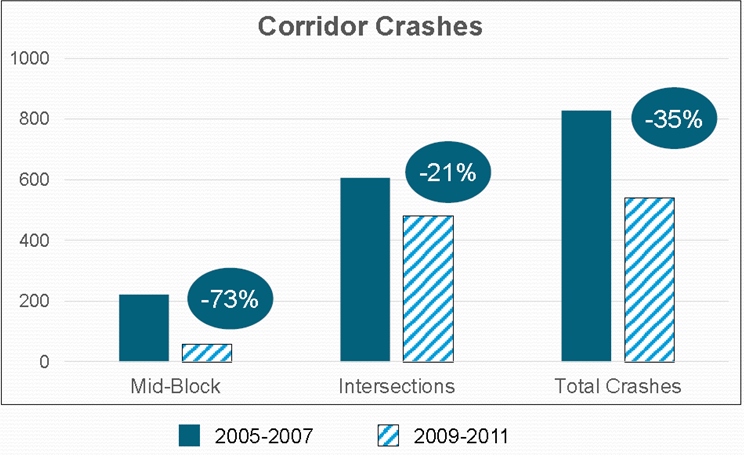 Corridor Crashes
1000
800
600
400
200
0
-73%
-21%
-35%
Mid-Block
Intersections
Total Crashes
2005-2007
2009-2011